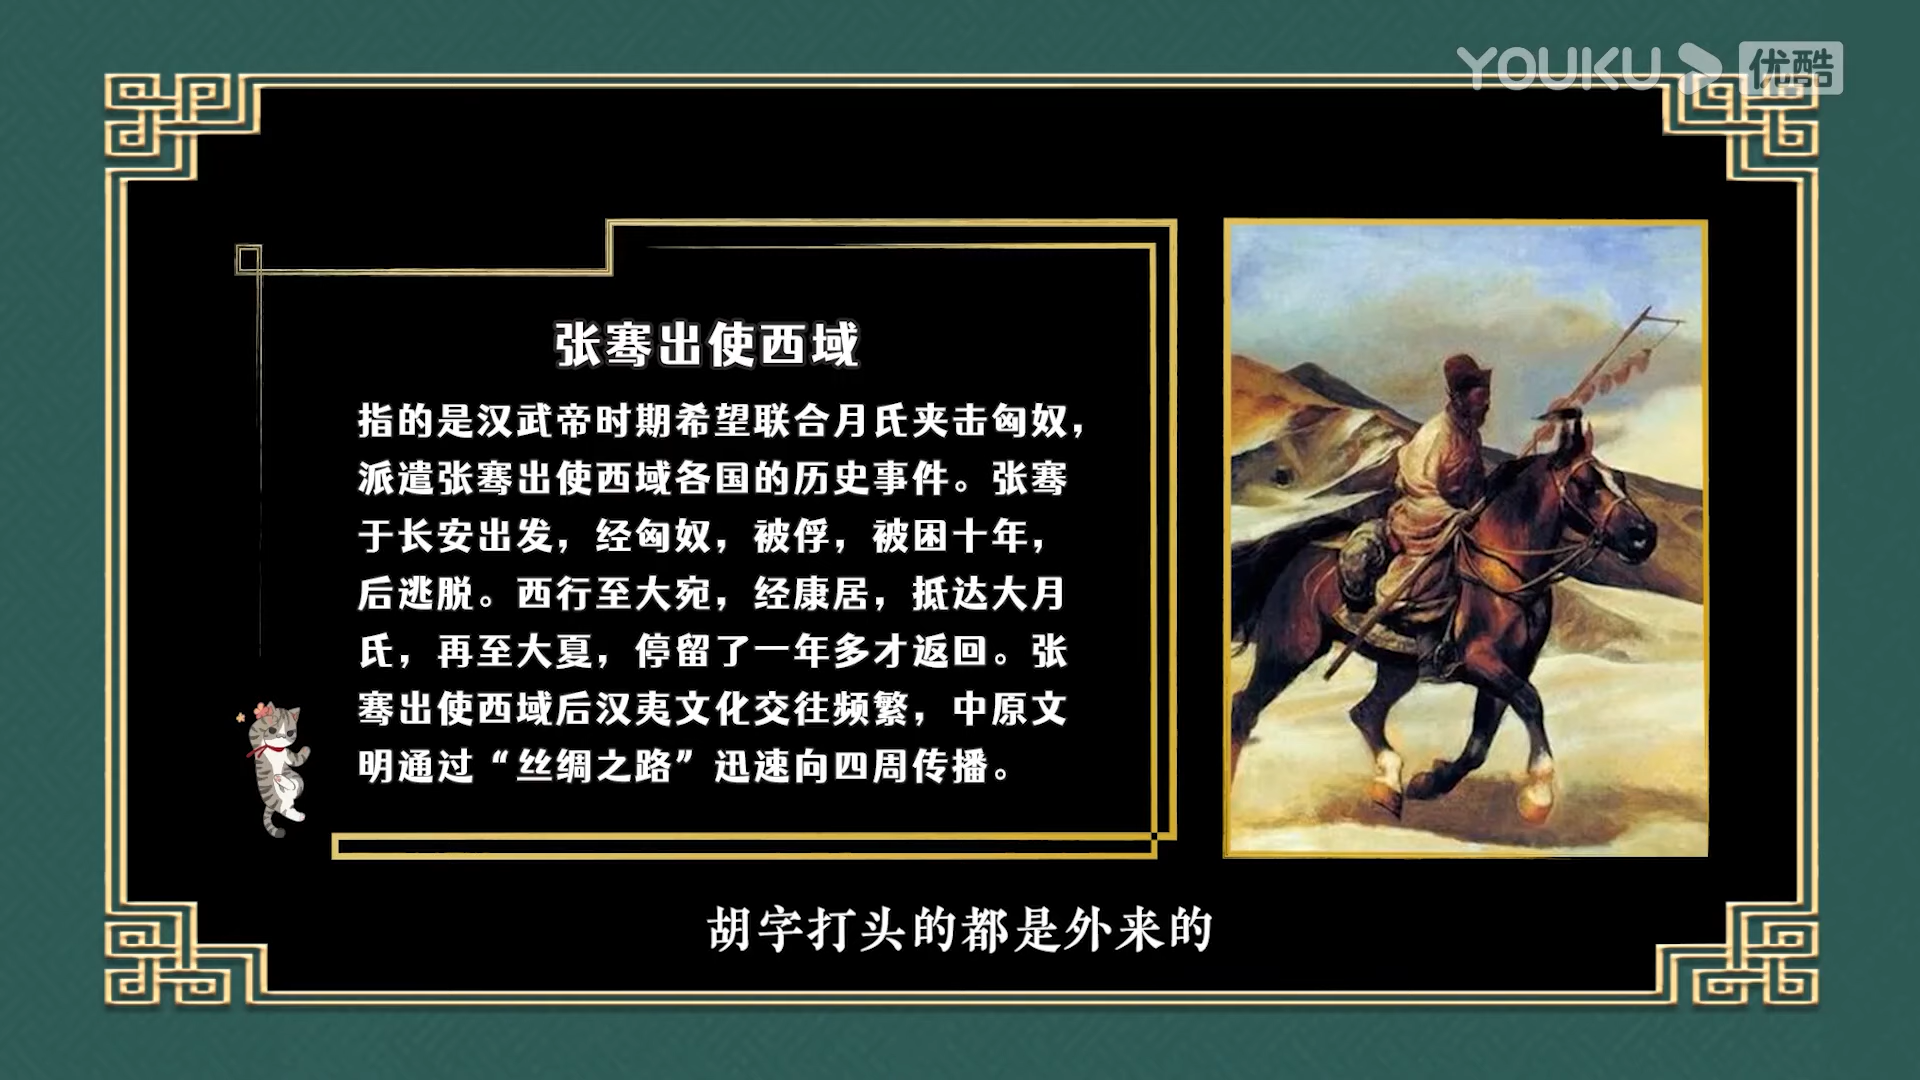 YOUKU 优酷
张骞出使西域
指的是汉武帝时期希望联合月氏夹击匈奴，
派遣张骞出使西域各国的历史事件。张骞
于长安出发，经匈奴，被俘，被困十年，
后逃脱。西行至大宛，经康居，抵达大月
氏，再至大夏，停留了一年多才返回。张
骞出使西域后汉夷文化交往频繁，中原文
明通过“丝绸之路”迅速向四周传播。
胡字打头的都是外来的